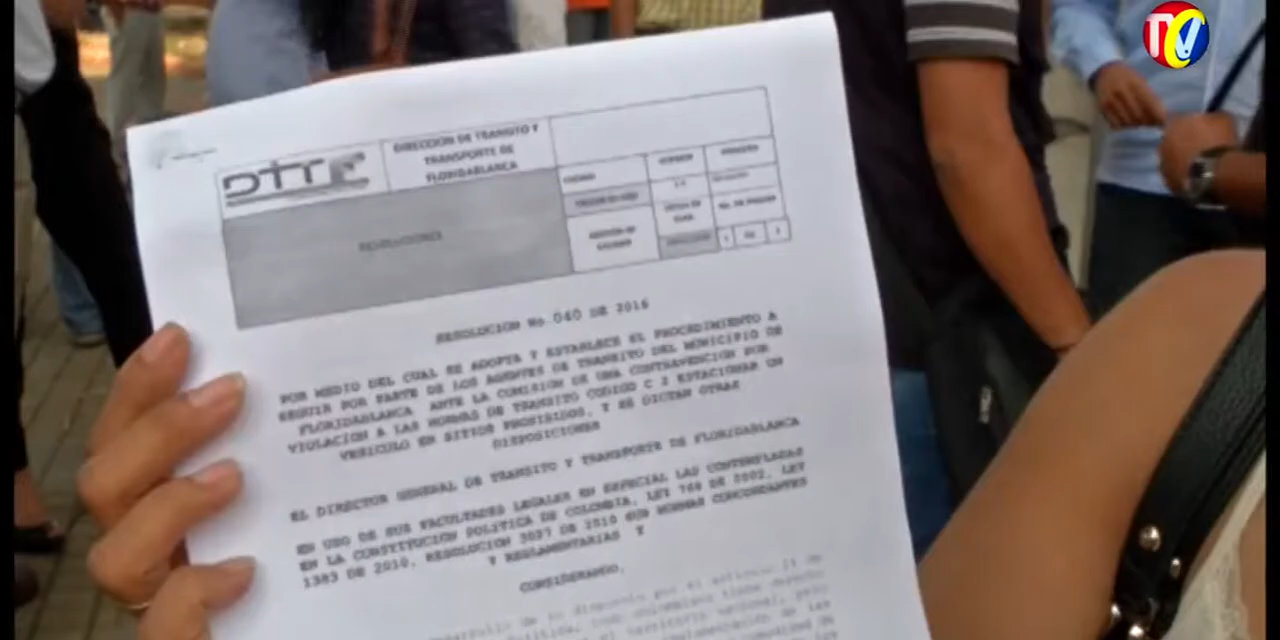 TVC
DTTF
DIRECCION DE TRANSITO Y
TRANSPORTE DE
FLORIDABLANCA
RESOLUCIONES
RESOLUCION No 040 DE 2016
POR MEDIO DEL CUAL SE ADOPTA Y ESTABLECE EL PROCEDIMIENTO A
SEGUIR POR PARTE DE LOS AGENTES DE TRANSITO DEL MUNICIPIO DE
FLORIDABLANCA ANTE LA COMISION DE UNA CONTRAVENCION POR
VIOLACION A LAS NORMAS DE TRANSITO CODIGO C 2 ESTACIONAR UN
VEHICULO EN SITIOS PROHIBIDOS, Y SE DICTAN OTRAS
DISPOSICIONES
EL DIRECTOR GENERAL DE TRANSITO Y TRANSPORTE DE FLORIDABLANCA
EN USO DE SUS FACULTADES LEGALES EN ESPECIAL LAS CONTEMPLADAS
EN LA CONSTITUCION POLITICA DE COLOMBIA, LEY 769 DE 2002, LEY
1383 DE 2010, RESOLUCION 3027 DE 2010 SUS NORMAS CONCORDANTES
Y REGLAMENTARIAS Y
CONSIDERANDO,